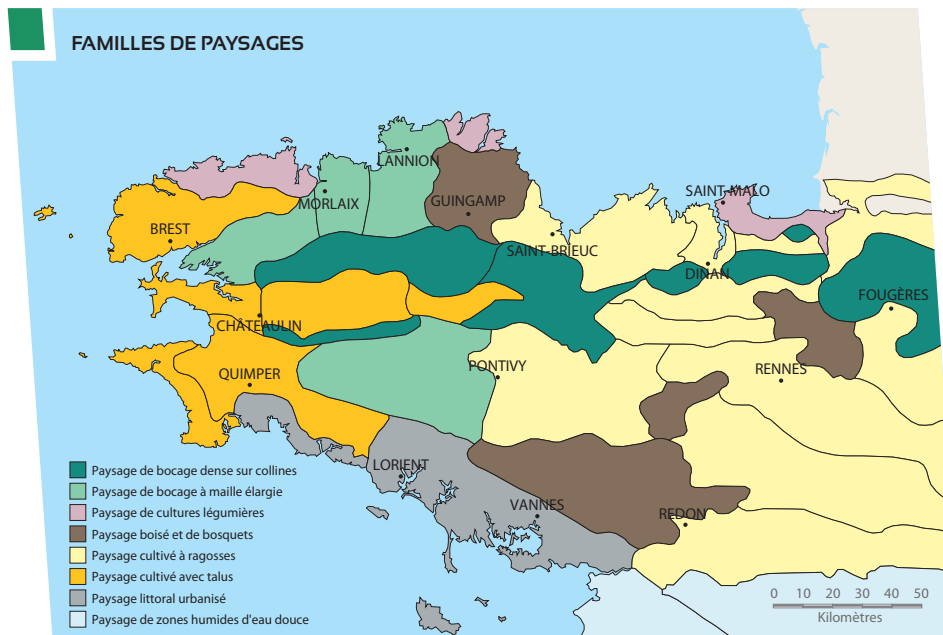 FAMILLES DE PAYSAGES
LANNION
MORLAIX
GUINGAMP
SAINT-MALO
BREST
SAINT-BRIEUC
DINAN
FOUGÈRES
CHÂTEAULIN
QUIMPER
PONTIVY
RENNES
LORIENT
VANNES
REDON
Paysage de bocage dense sur collines
Paysage de bocage à maille élargie
Paysage de cultures légumières
Paysage boisé et de bosquets
Paysage cultivé à ragosses
Paysage cultivé avec talus
Paysage littoral urbanisé
Paysage de zones humides d'eau douce
0 10 20 30 40 50
Kilomètres